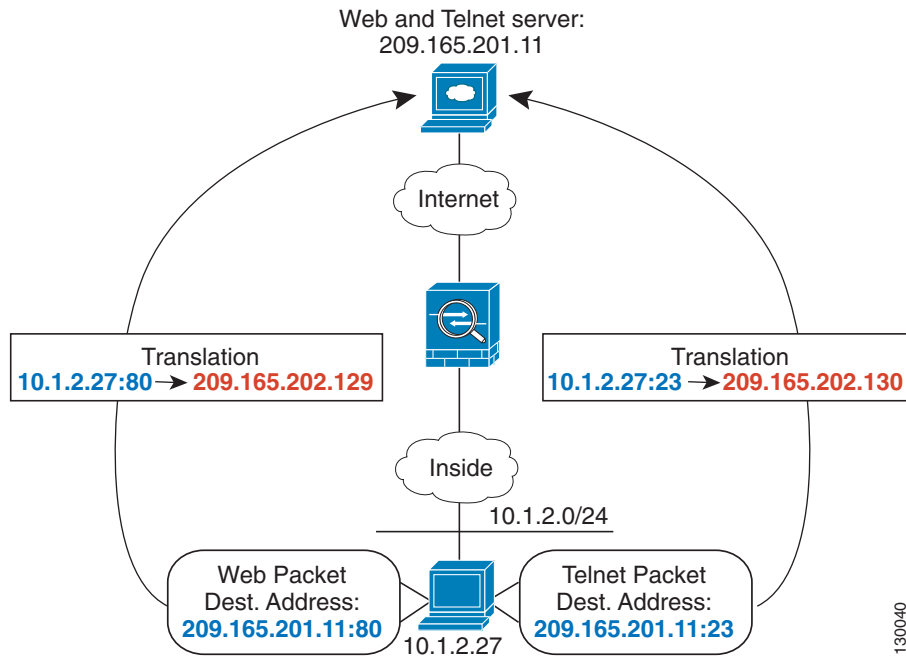 Web and Telnet server:
209.165.201.11
Internet
Translation
10.1.2.27:80 → 209.165.202.129
Translation
10.1.2.27:23 → 209.165.202.130
Inside
10.1.2.0/24
Web Packet
Dest. Address:
209.165.201.11:80
Telnet Packet
Dest. Address:
209.165.201.11:23
10.1.2.27
130040